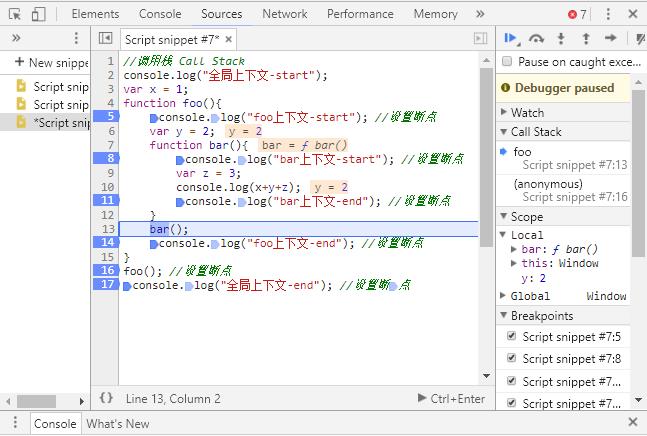 Elements Console Sources Network Performance Memory 7
New snippe
Script snip
Script snip
*Script snip
Script snippet #7*
1 //调用栈 Call Stack
2 console.log("全局上下文-start");
3 var x = 1;
4 function foo(){
5 console.log("foo上下文-start"); //设置断点
6 var y = 2; y = 2
7 function bar(){ bar = ƒ bar()
8 console.log("bar上下文-start"); //设置断点
9 var z = 3;
10 console.log(x+y+z); y = 2
11 console.log("bar上下文-end"); //设置断点
12 }
13 bar();
14 console.log("foo上下文-end"); //设置断点
15 }
16 foo(); //设置断点
17 console.log("全局上下文-end"); //设置断点
{} Line 13, Column 2 Ctrl+Enter
Pause on caught exce...
Debugger paused
Watch
Call Stack
foo
Script snippet #7:13
(anonymous)
Script snippet #7:16
Scope
Local
bar: ƒ bar()
this: Window
y: 2
Global Window
Breakpoints
Script snippet #7:5
Script snippet #7:8
Script snippet #7...
Script snippet #7...
Console What's New